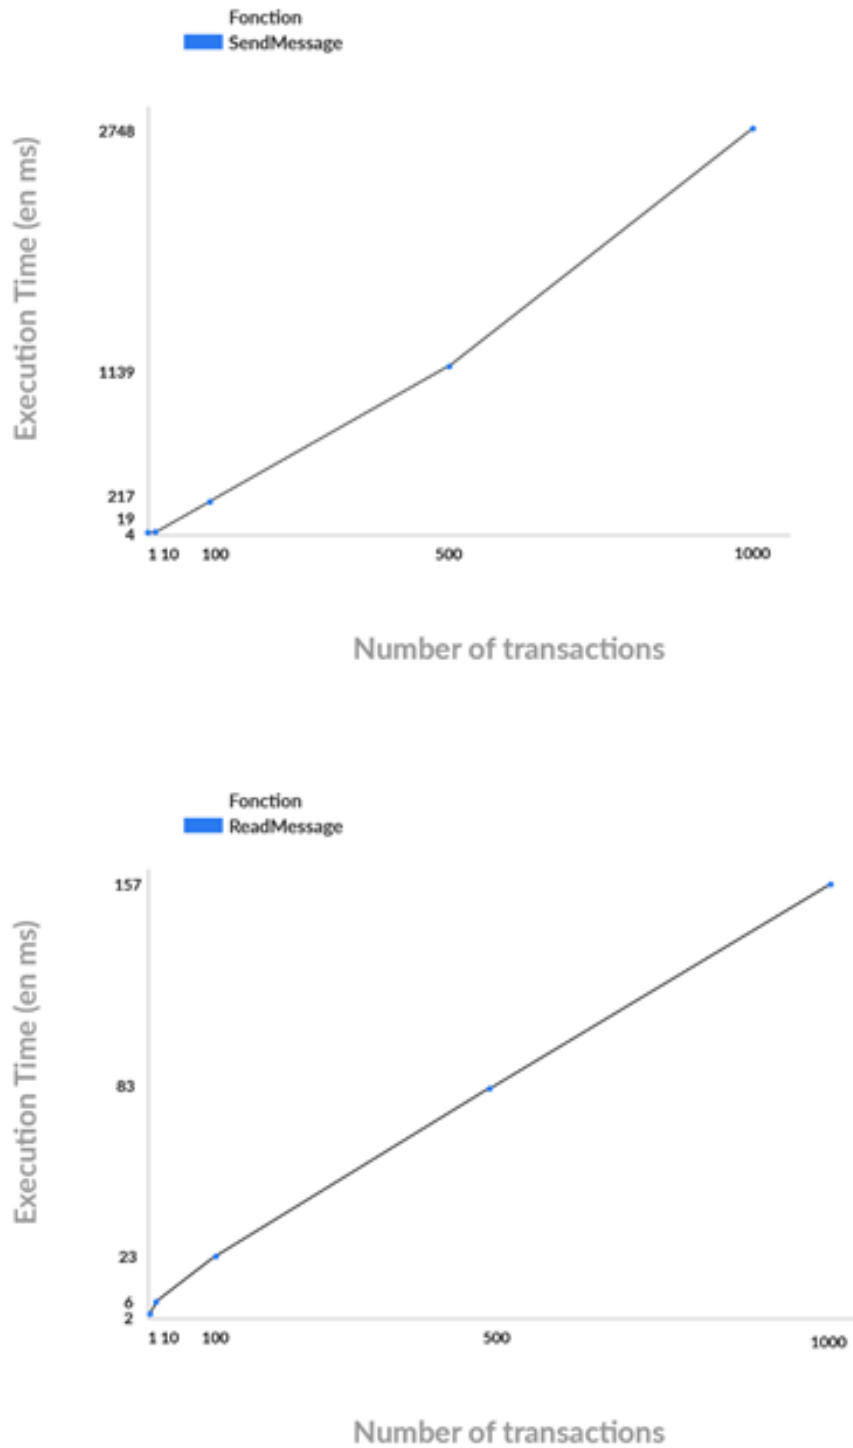 Fonction
SendMessage
Execution Time (en ms)
2748
1139
217
19
4
1 10 100 500 1000
Number of transactions
Fonction
ReadMessage
Execution Time (en ms)
157
83
23
6
2
1 10 100 500 1000
Number of transactions